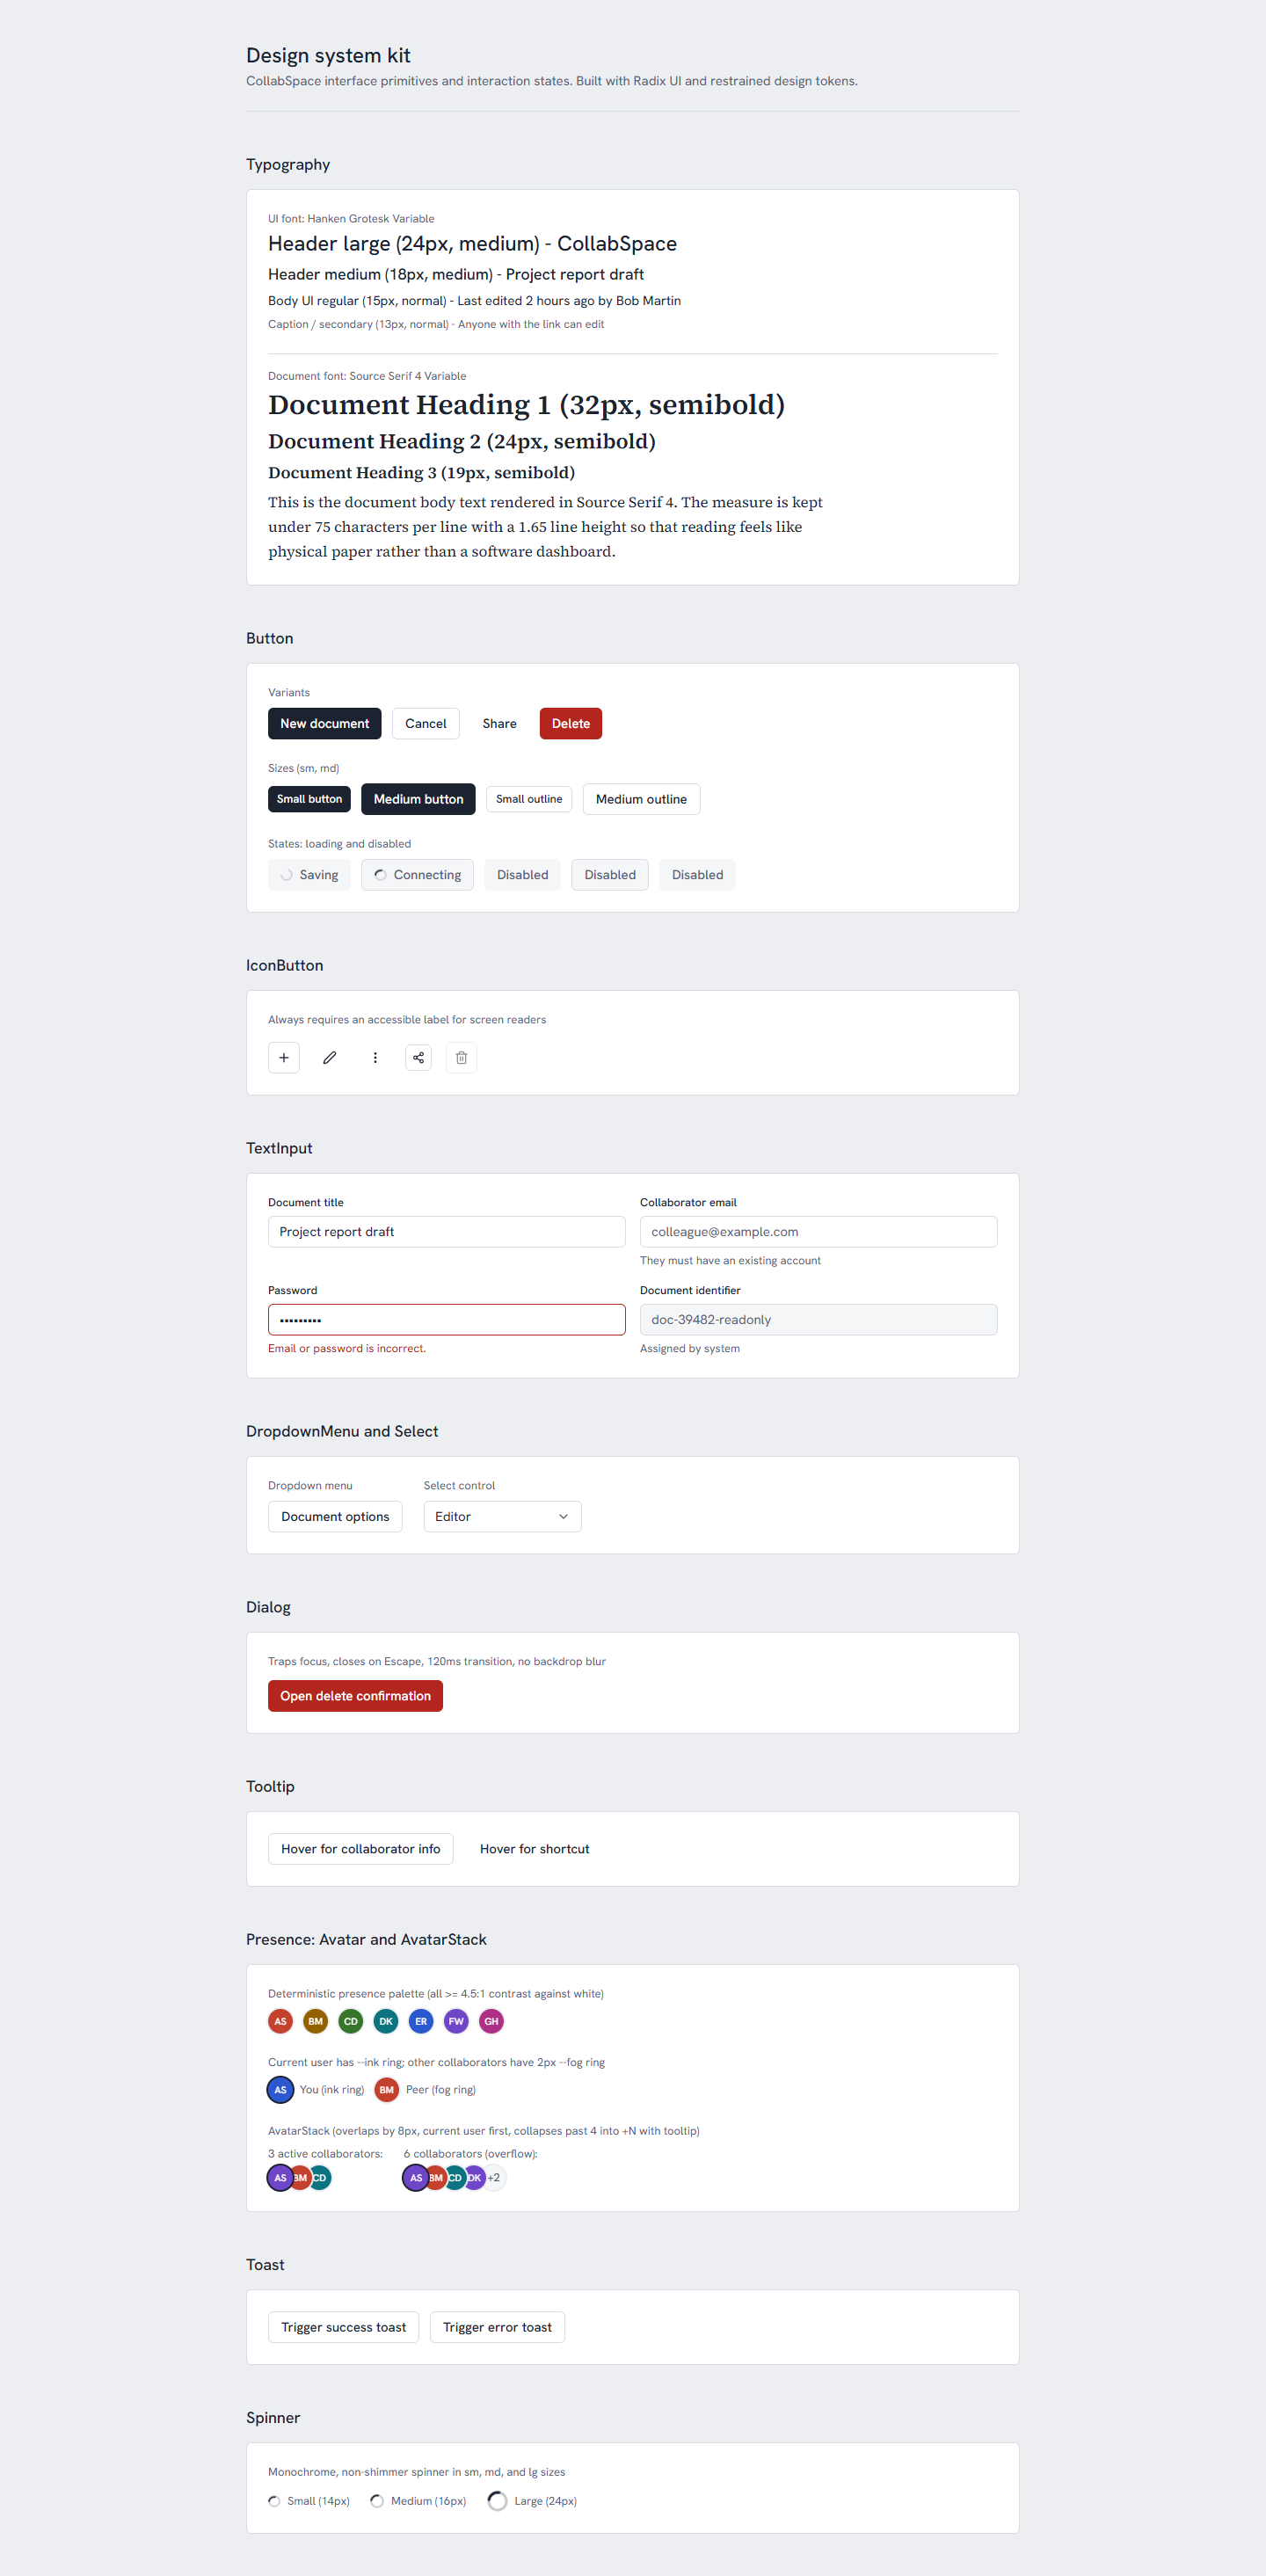 Design system kit
CollabSpace interface primitives and interaction states. Built with Radix UI and restrained design tokens.
Typography
UI font: Hanken Grotesk Variable
Header large (24px, medium) - CollabSpace
Header medium (18px, medium) - Project report draft
Body UI regular (15px, normal) - Last edited 2 hours ago by Bob Martin
Caption / secondary (13px, normal) - Anyone with the link can edit
Document font: Source Serif 4 Variable
Document Heading 1 (32px, semibold)
Document Heading 2 (24px, semibold)
Document Heading 3 (19px, semibold)
This is the document body text rendered in Source Serif 4. The measure is kept
under 75 characters per line with a 1.65 line height so that reading feels like
physical paper rather than a software dashboard.
Button
Variants
New document Cancel Share Delete
Sizes (sm, md)
Small button Medium button Small outline Medium outline
States: loading and disabled
Saving Connecting Disabled Disabled Disabled
IconButton
Always requires an accessible label for screen readers
TextInput
Document title Collaborator email
Project report draft colleague@example.com
They must have an existing account
Password Document identifier
doc-39482-readonly
Email or password is incorrect. Assigned by system
DropdownMenu and Select
Dropdown menu Select control
Document options Editor
Dialog
Traps focus, closes on Escape, 120ms transition, no backdrop blur
Open delete confirmation
Tooltip
Hover for collaborator info Hover for shortcut
Presence: Avatar and AvatarStack
Deterministic presence palette (all >= 4.5:1 contrast against white)
AS BM CD DK ER FW GH
Current user has --ink ring; other collaborators have 2px --fog ring
AS You (ink ring) BM Peer (fog ring)
AvatarStack (overlaps by 8px, current user first, collapses past 4 into +N with tooltip)
3 active collaborators: 6 collaborators (overflow):
AS BM CD AS BM CD DK +2
Toast
Trigger success toast Trigger error toast
Spinner
Monochrome, non-shimmer spinner in sm, md, and lg sizes
Small (14px) Medium (16px) Large (24px)